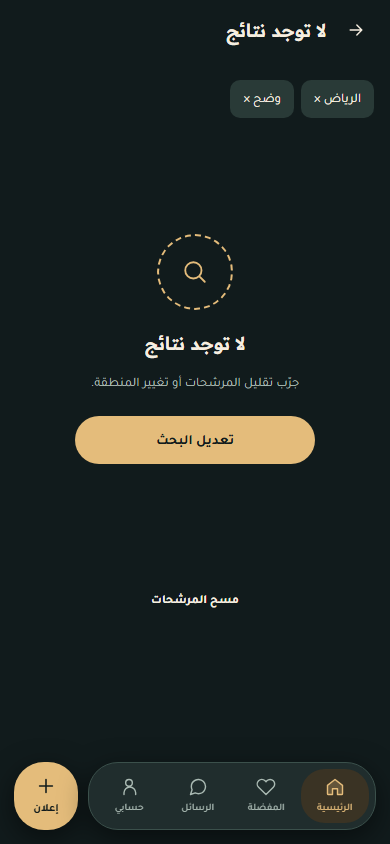 لا توجد نتائج
الرياض × وضح ×
لا توجد نتائج
جرّب تقليل المرشحات أو تغيير المنطقة.
تعديل البحث
مسح المرشحات
الرئيسية المفضلة الرسائل حسابي إعلان